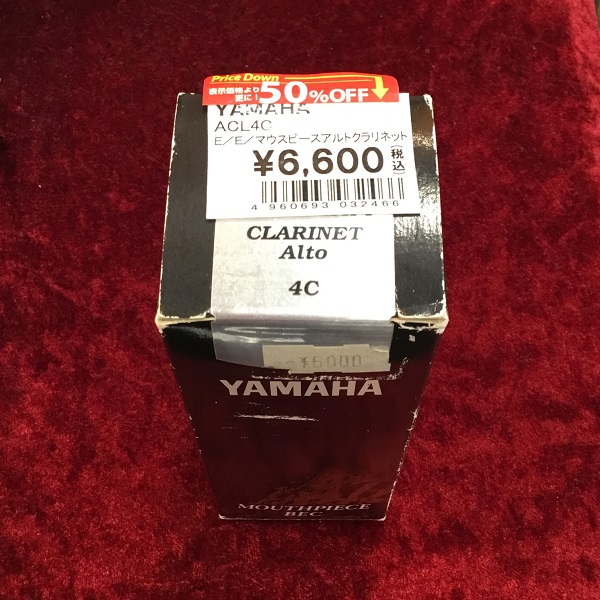 Price Down
表示価格より
更に!
50%OFF
YAMAHA
ACL4C
E／E／マウスピースアルトクラリネット
¥6,600(税込)
4 960693 032466
CLARINET
Alto
4C
¥6000
YAMAHA
MOUTHPIECE
BEC